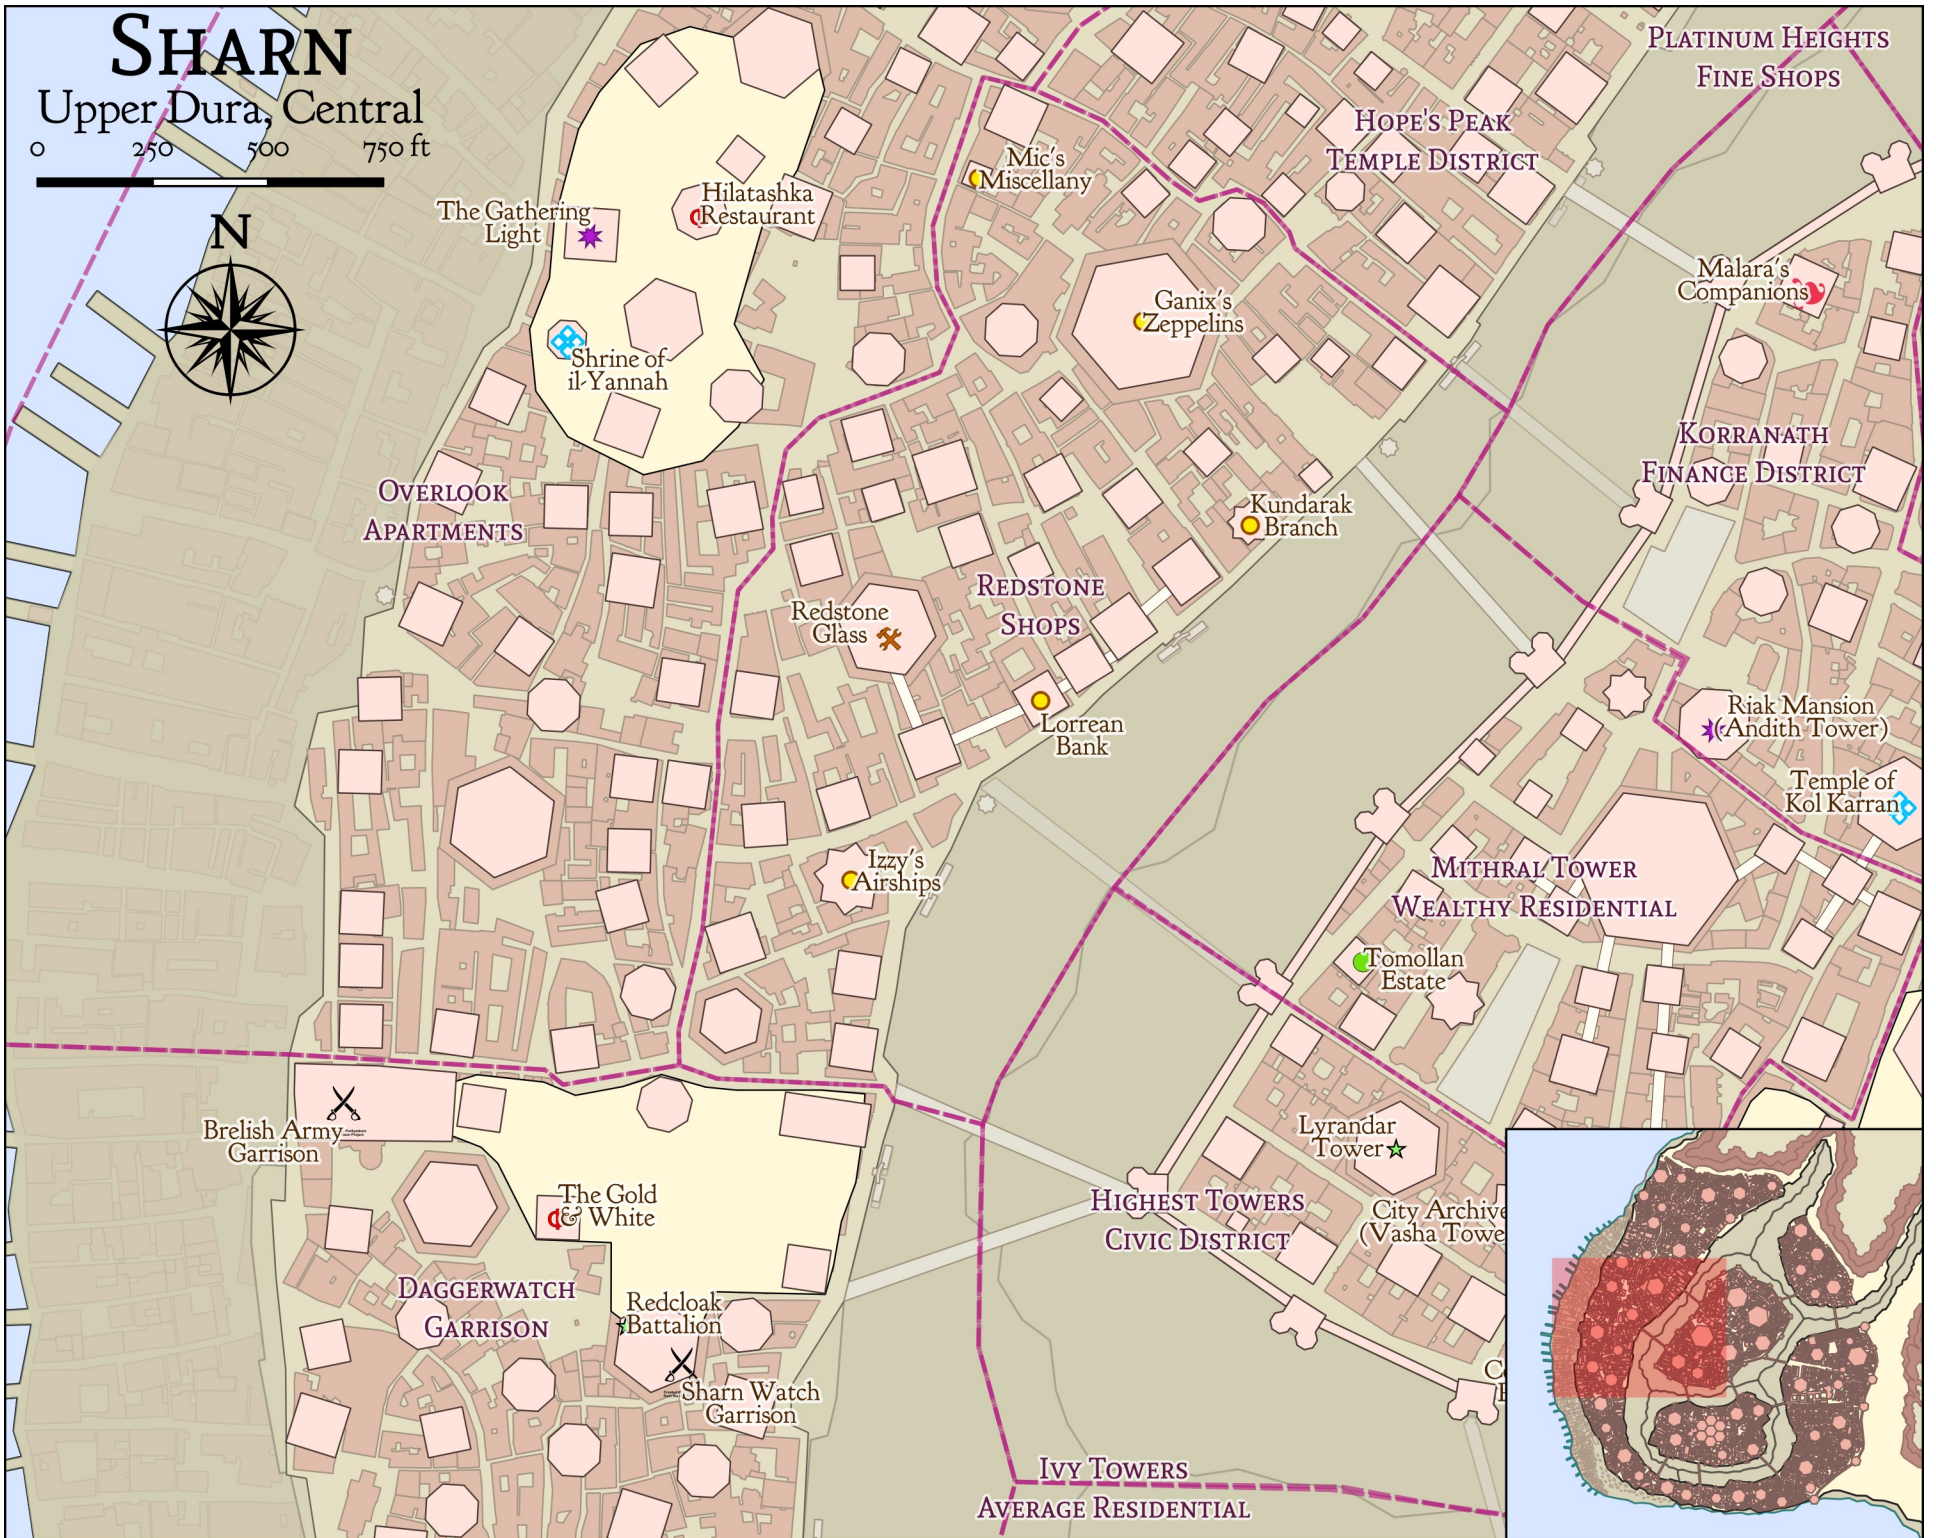 SHARN
Upper Dura, Central
0 250 500 750 ft
N
PLATINUM HEIGHTS
FINE SHOPS
HOPE'S PEAK
TEMPLE DISTRICT
Mic's
Miscellany
Hilatashka
Restaurant
The Gathering
Light
Malara's
Companions
Ganix's
Zeppelins
Shrine of
il-Yannah
KORRANATH
FINANCE DISTRICT
OVERLOOK
APARTMENTS
Kundarak
Branch
REDSTONE
SHOPS
Redstone
Glass
Lorrean
Bank
Riak Mansion
(Andith Tower)
Temple of
Kol Karran
Izzy's
Airships
MITHRAL TOWER
WEALTHY RESIDENTIAL
Tomollan
Estate
Brelish Army
Garrison
Lyrandar
Tower
The Gold
& White
HIGHEST TOWERS
CIVIC DISTRICT
City Archive
(Vasha Towe
DAGGERWATCH
GARRISON
Redcloak
Battalion
Sharn Watch
Garrison
IVY TOWERS
AVERAGE RESIDENTIAL